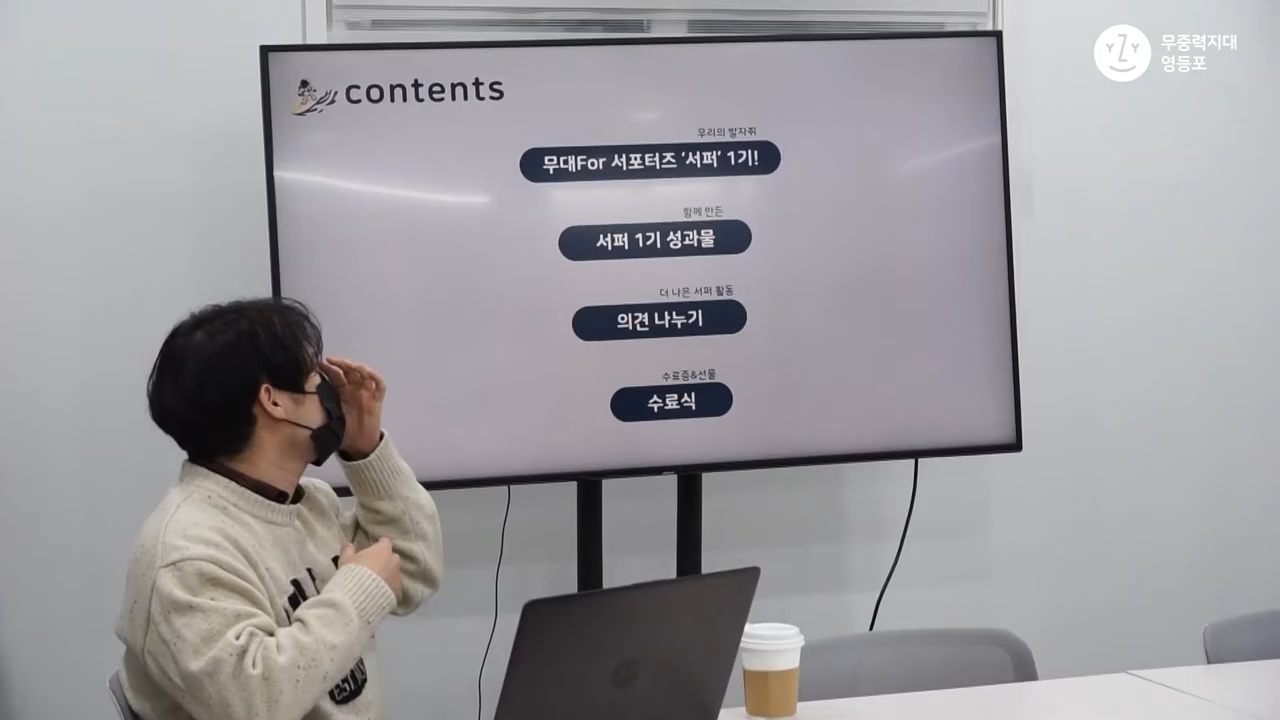 contents
우리의 발자취
무대For 서포터즈 '서퍼' 1기!
함께 만든
서퍼 1기 성과물
더 나은 서퍼 활동
의견 나누기
수료증&선물
수료식
무중력지대
영등포
YZY
hp